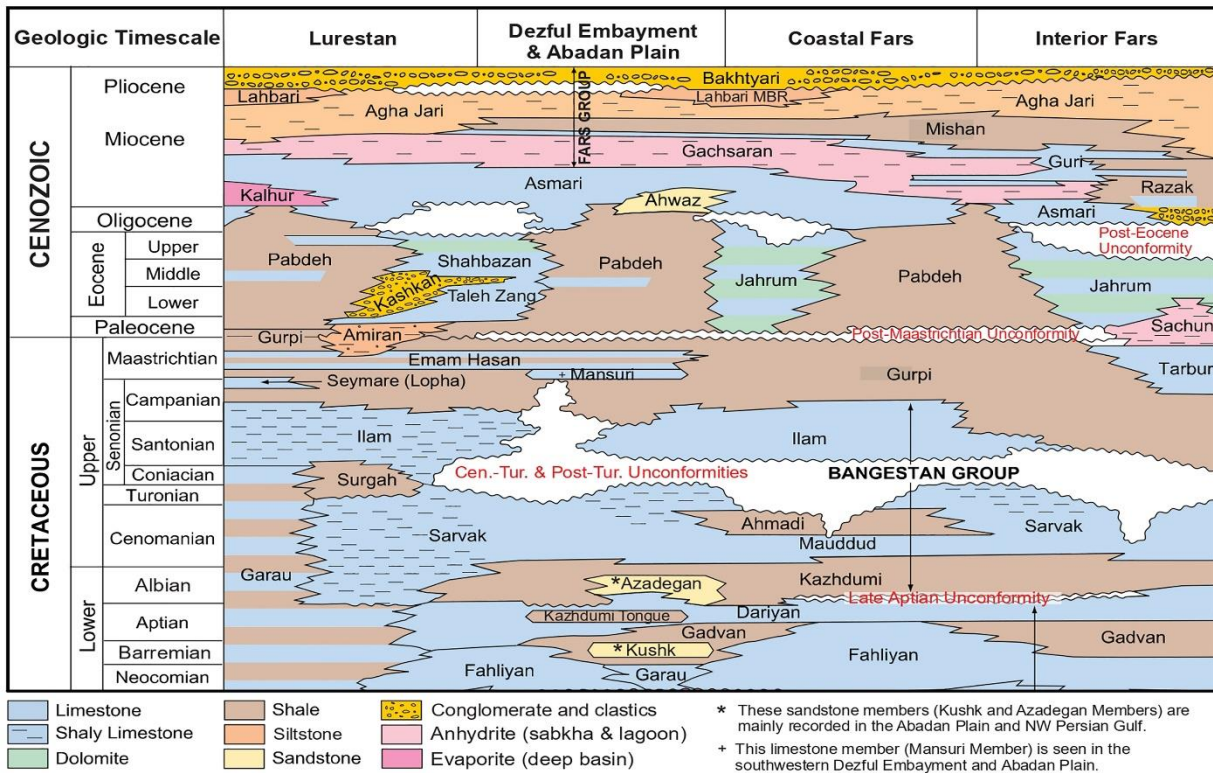 Geologic Timescale
Lurestan
Dezful Embayment
& Abadan Plain
Coastal Fars
Interior Fars
CENOZOIC
Pliocene
Miocene
Oligocene
Eocene
Upper
Middle
Lower
Paleocene
CRETACEOUS
Upper
Senonian
Maastrichtian
Campanian
Santonian
Coniacian
Turonian
Cenomanian
Lower
Albian
Aptian
Barremian
Neocomian
Bakhtyari
Lahbari
Lahbari MBR
Agha Jari
Agha Jari
FARS GROUP
Mishan
Gachsaran
Guri
Asmari
Razak
Kalhur
Ahwaz
Asmari
Post-Eocene
Unconformity
Pabdeh
Shahbazan
Pabdeh
Jahrum
Pabdeh
Jahrum
Kashkan
Taleh Zang
Sachun
Gurpi
Amiran
Post-Maastrichtian Unconformity
Emam Hasan
+ Mansuri
Gurpi
Tarbur
Seymare (Lopha)
Ilam
Ilam
Cen.-Tur. & Post-Tur. Unconformities
BANGESTAN GROUP
Surgah
Ahmadi
Sarvak
Sarvak
Mauddud
Garau
* Azadegan
Kazhdumi
Late Aptian Unconformity
Kazhdumi Tongue
Dariyan
Gadvan
Gadvan
* Kushk
Fahliyan
Garau
Fahliyan
Limestone
Shaly Limestone
Dolomite
Shale
Siltstone
Sandstone
Conglomerate and clastics
Anhydrite (sabkha & lagoon)
Evaporite (deep basin)
* These sandstone members (Kushk and Azadegan Members) are
mainly recorded in the Abadan Plain and NW Persian Gulf.
+ This limestone member (Mansuri Member) is seen in the
southwestern Dezful Embayment and Abadan Plain.